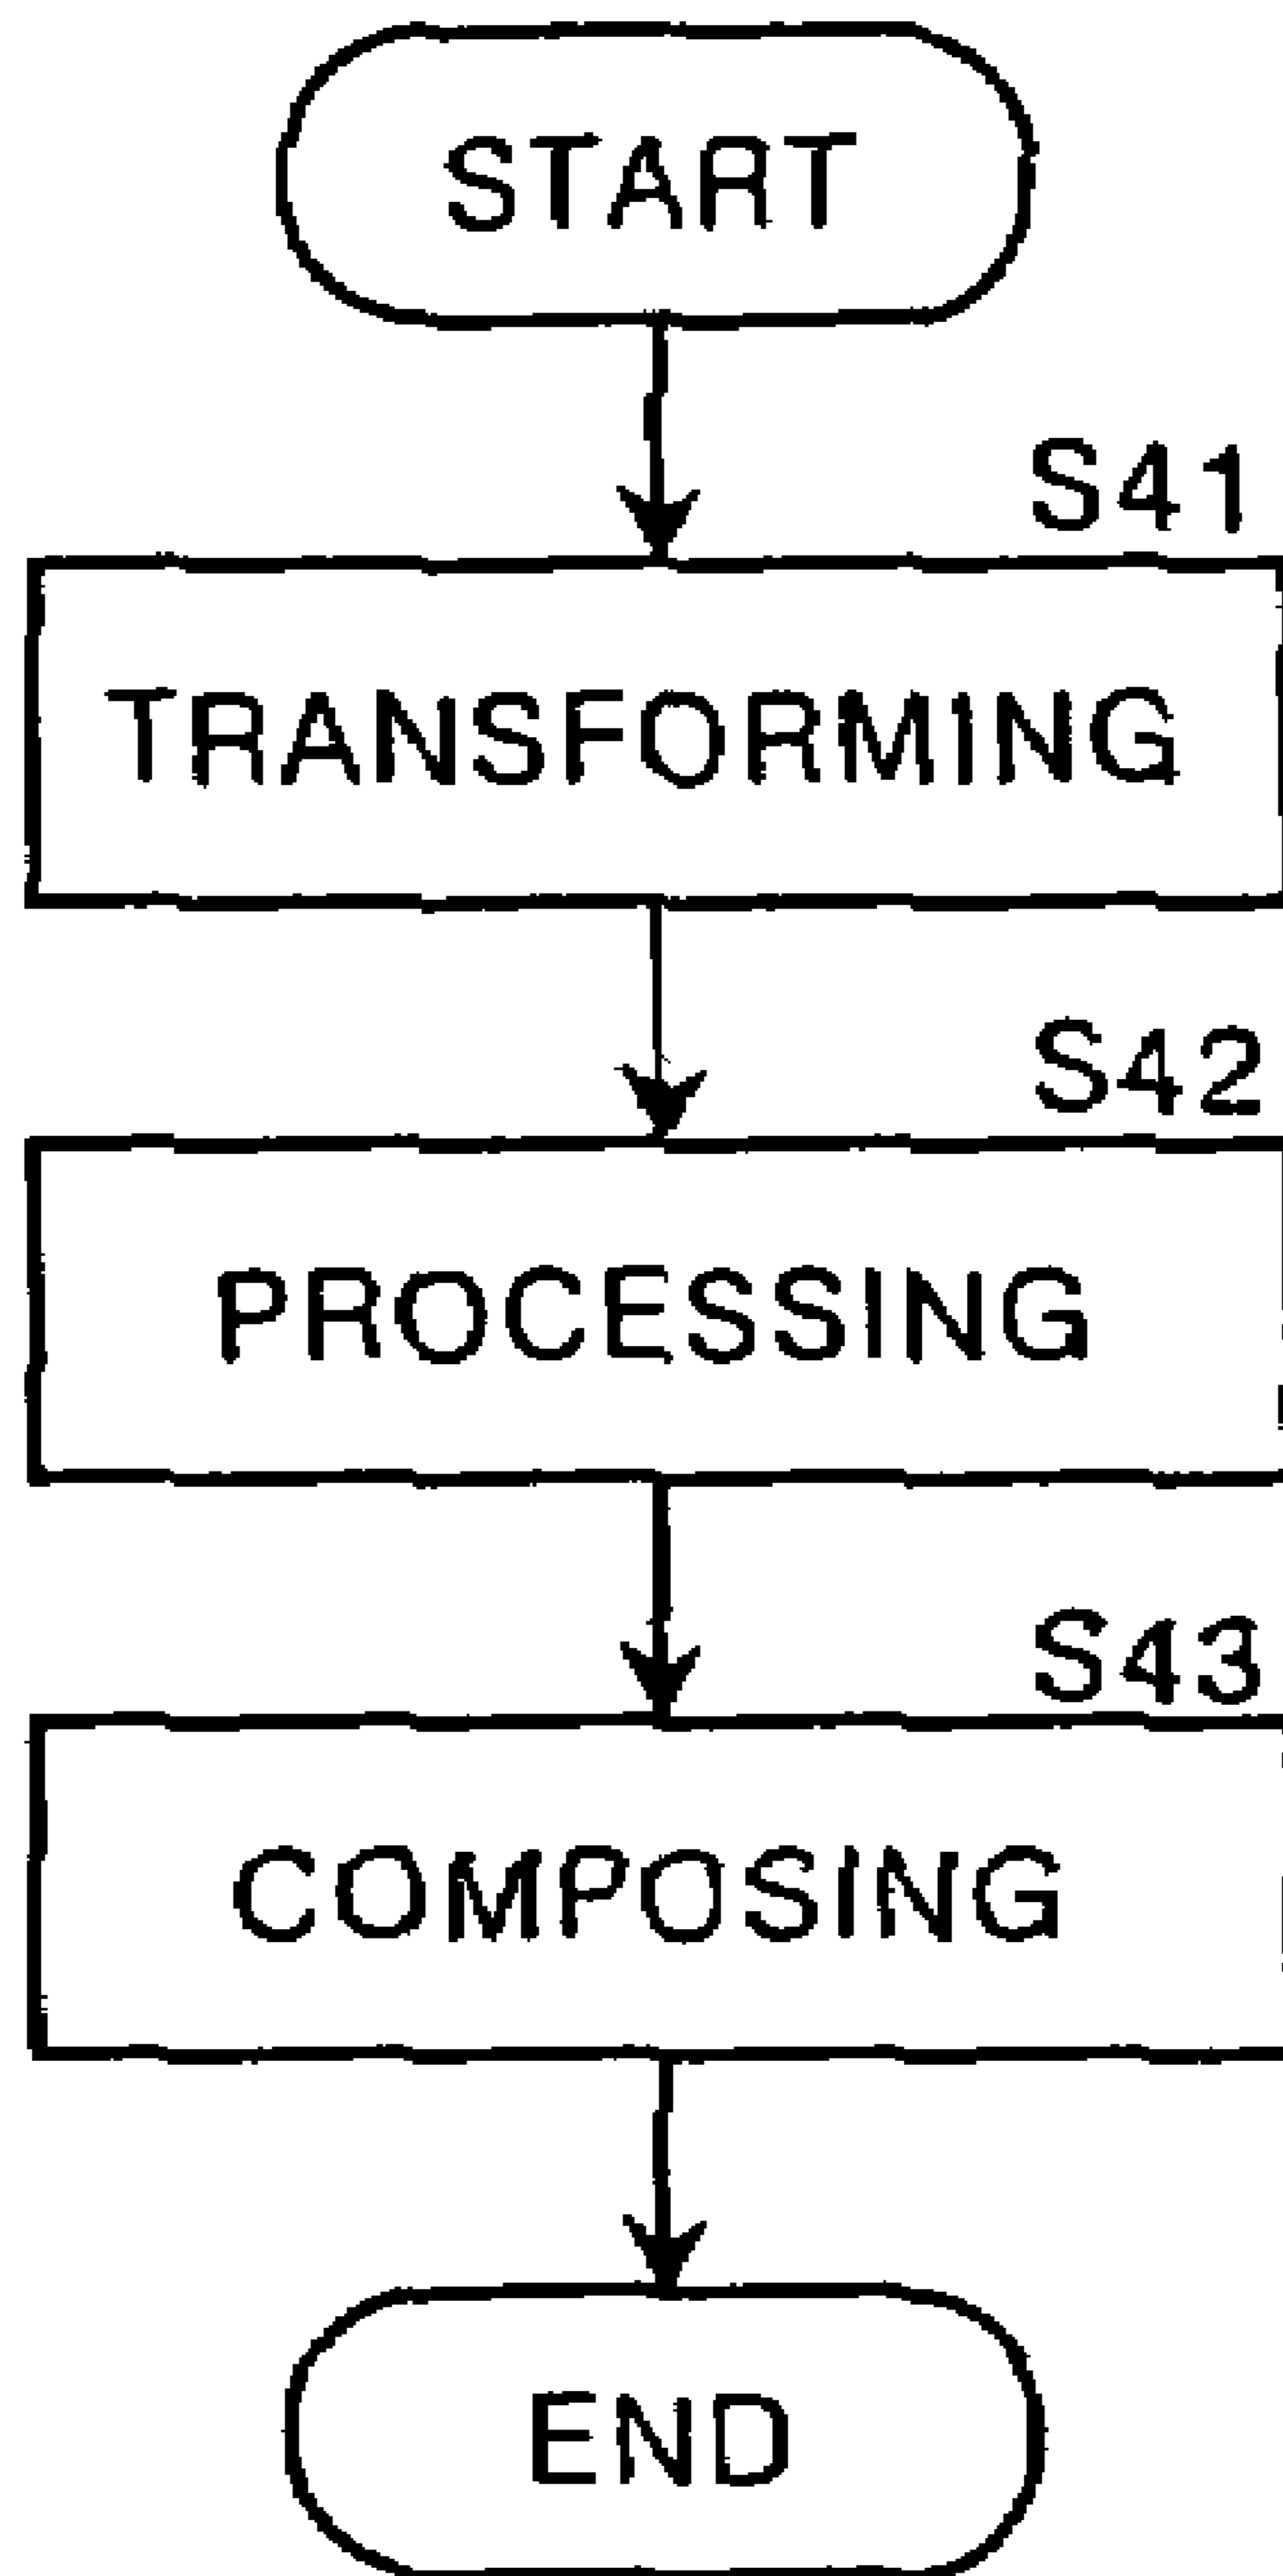 START
S41
TRANSFORMING
S42
PROCESSING
S43
COMPOSING
END